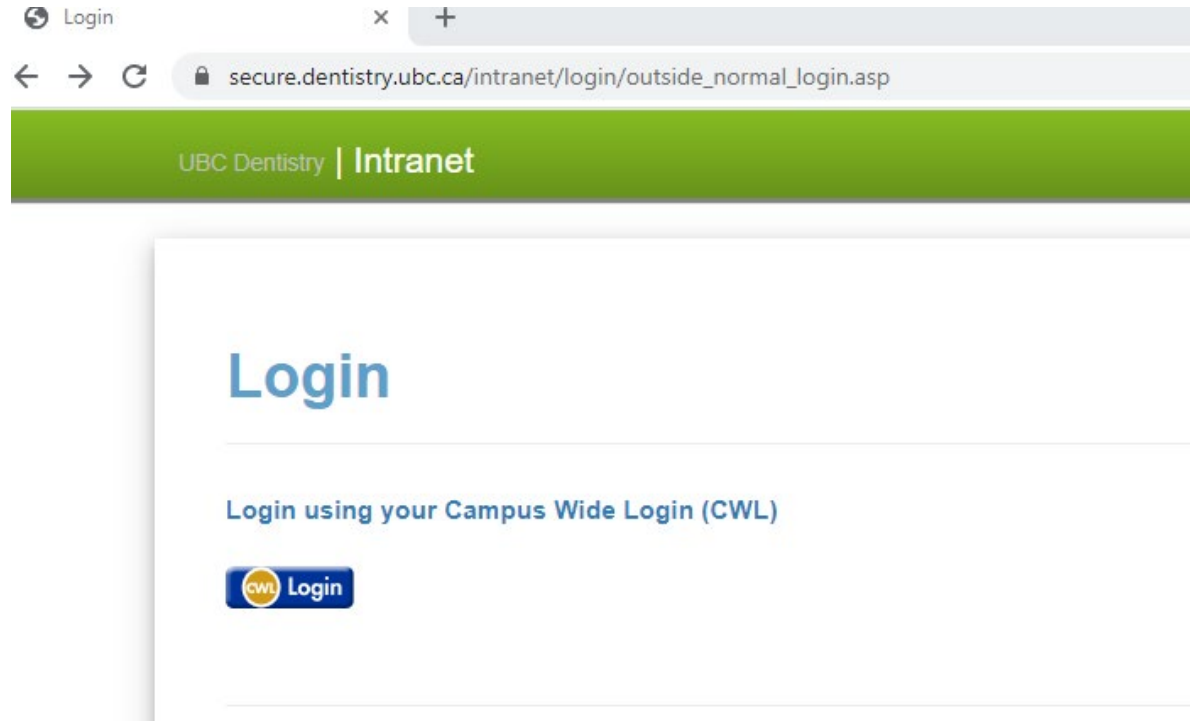 Login
secure.dentistry.ubc.ca/intranet/login/outside_normal_login.asp
UBC Dentistry | Intranet
Login
Login using your Campus Wide Login (CWL)
CWL Login